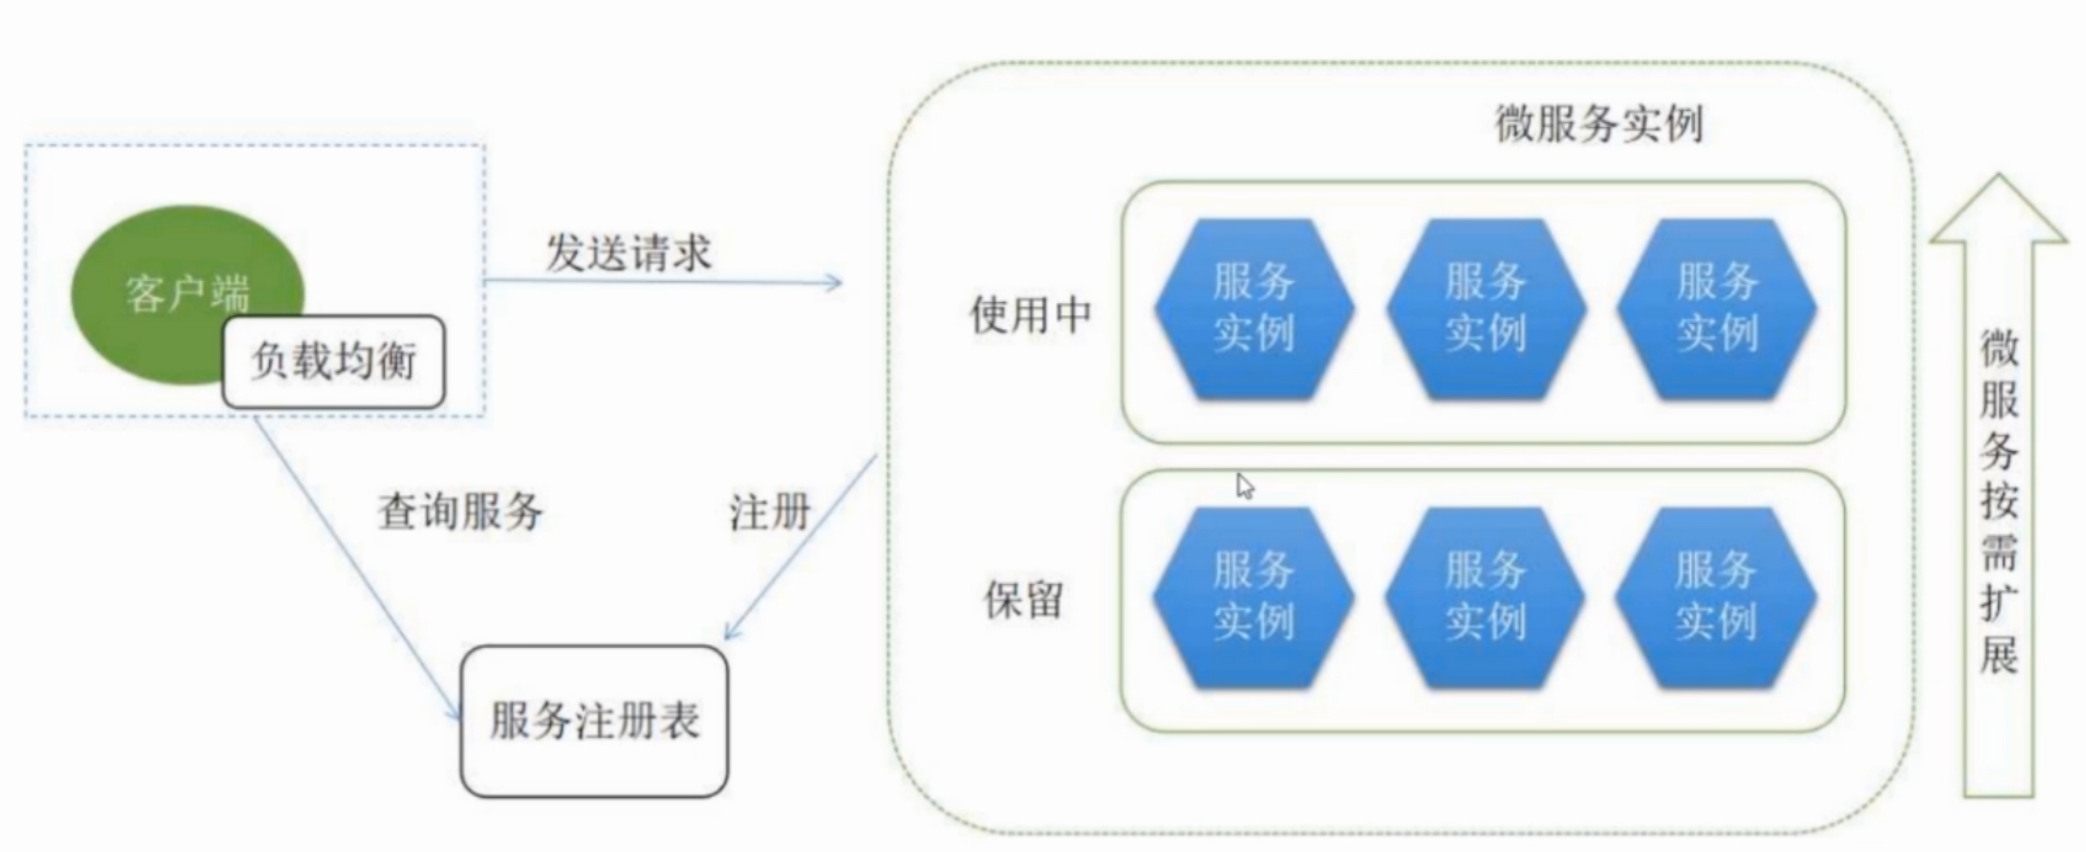 微服务实例
客户端
负载均衡
发送请求
使用中
服务
实例
服务
实例
服务
实例
查询服务
注册
保留
服务
实例
服务
实例
服务
实例
服务注册表
微
服
务
按
需
扩
展